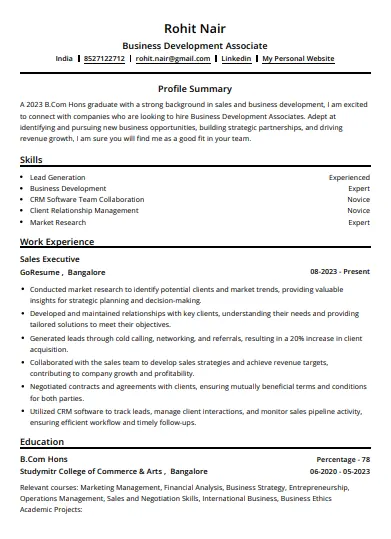 Rohit Nair
Business Development Associate
India | 8527122712 | rohit.nair@gmail.com | Linkedin | My Personal Website
Profile Summary
A 2023 B.Com Hons graduate with a strong background in sales and business development, I am excited
to connect with companies who are looking to hire Business Development Associates. Adept at
identifying and pursuing new business opportunities, building strategic partnerships, and driving
revenue growth, I am sure you will find me as a good fit in your team.
Skills
Lead Generation Experienced
Business Development Expert
CRM Software Team Collaboration Novice
Client Relationship Management Novice
Market Research Expert
Work Experience
Sales Executive
GoResume , Bangalore 08-2023 - Present
Conducted market research to identify potential clients and market trends, providing valuable
insights for strategic planning and decision-making.
Developed and maintained relationships with key clients, understanding their needs and providing
tailored solutions to meet their objectives.
Generated leads through cold calling, networking, and referrals, resulting in a 20% increase in client
acquisition.
Collaborated with the sales team to develop sales strategies and achieve revenue targets,
contributing to company growth and profitability.
Negotiated contracts and agreements with clients, ensuring mutually beneficial terms and conditions
for both parties.
Utilized CRM software to track leads, manage client interactions, and monitor sales pipeline activity,
ensuring efficient workflow and timely follow-ups.
Education
B.Com Hons Percentage - 78
Studymitr College of Commerce & Arts , Bangalore 06-2020 - 05-2023
Relevant courses: Marketing, Financial Analysis, Business Strategy, Entrepreneurship,
Operations Management, Sales and Negotiation Skills, International Business, Business Ethics
Academic Projects: